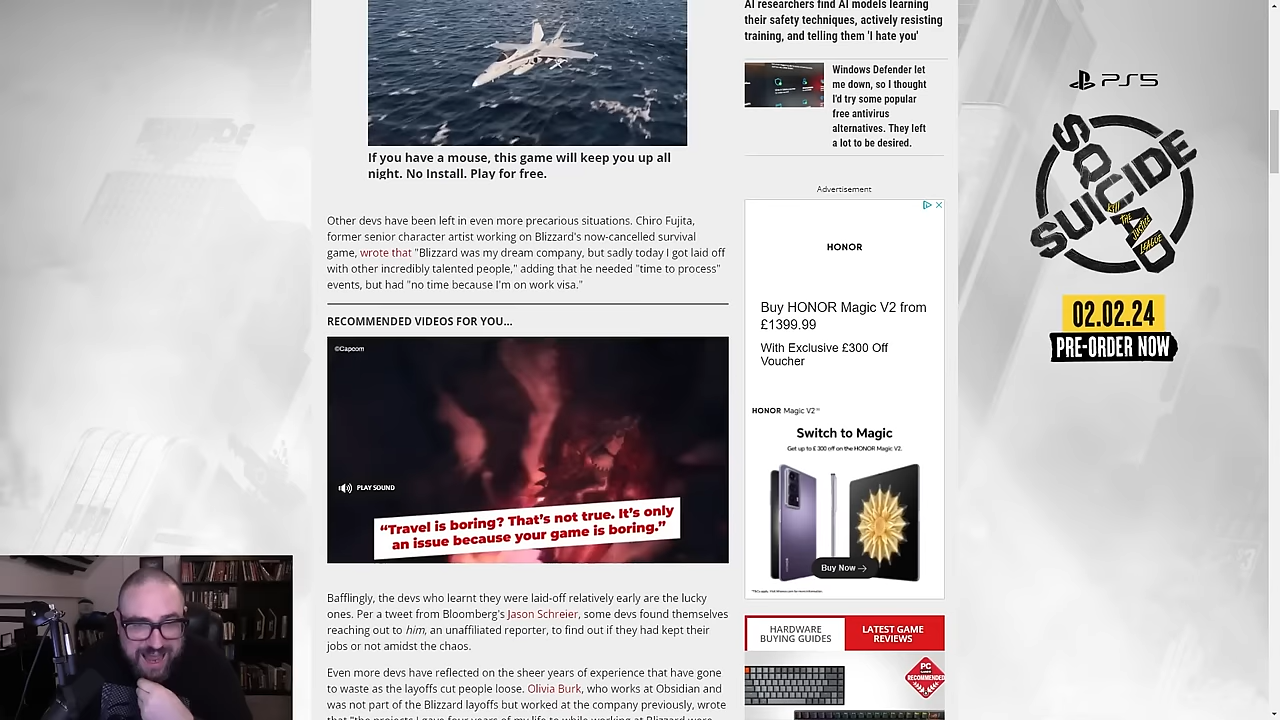 AI researchers find AI models learning
their safety techniques, actively resisting
training, and telling them 'I hate you'
Windows Defender let
me down, so I thought
I'd try some popular
free antivirus
alternatives. They left
a lot to be desired.
If you have a mouse, this game will keep you up all
night. No Install. Play for free.
Other devs have been left in even more precarious situations. Chiro Fujita,
former senior character artist working on Blizzard's now-cancelled survival
game, wrote that "Blizzard was my dream company, but sadly today I got laid off
with other incredibly talented people," adding that he needed "time to process"
events, but had "no time because I'm on work visa."
RECOMMENDED VIDEOS FOR YOU...
©Capcom
PLAY SOUND
“Travel is boring? That’s not true. It’s only
an issue because your game is boring.”
Bafflingly, the devs who learnt they were laid-off relatively early are the lucky
ones. Per a tweet from Bloomberg's Jason Schreier, some devs found themselves
reaching out to him, an unaffiliated reporter, to find out if they had kept their
jobs or not amidst the chaos.
Even more devs have reflected on the sheer years of experience that have gone
to waste as the layoffs cut people loose. Olivia Burk, who works at Obsidian and
was not part of the Blizzard layoffs but worked at the company previously, wrote
Advertisement
HONOR
Buy HONOR Magic V2 from
£1399.99
With Exclusive £300 Off
Voucher
HONOR Magic V2
Switch to Magic
Get up to £ 300 off on the HONOR Magic V2.
Buy Now →
HARDWARE
BUYING GUIDES
LATEST GAME
REVIEWS
PC
RECOMMENDED
PS5
SUICIDE
SQUAD
KILL
THE
JUSTICE
LEAGUE
02.02.24
PRE-ORDER NOW